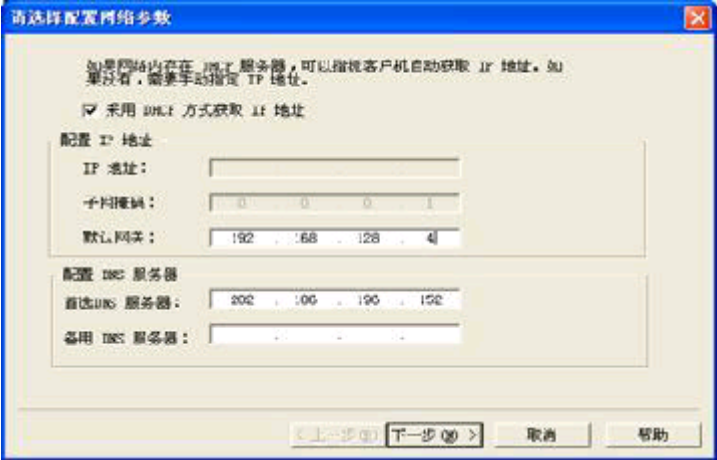 请选择配置网络参数
如果网络内存在 DHCP 服务器，可以指授客户机自动获取 IP 地址。如
果没有，需要手动指定 IP 地址。
采用 DHCP 方式获取 IP 地址
配置 IP 地址
IP 地址：
子网掩码： 0 . 0 . 0 . 1
默认网关： 192 . 168 . 128 . 4
配置 DNS 服务器
首选DNS 服务器： 202 . 106 . 196 . 152
备用 DNS 服务器： . . .
<上一步(B) 下一步(N) > 取消 帮助